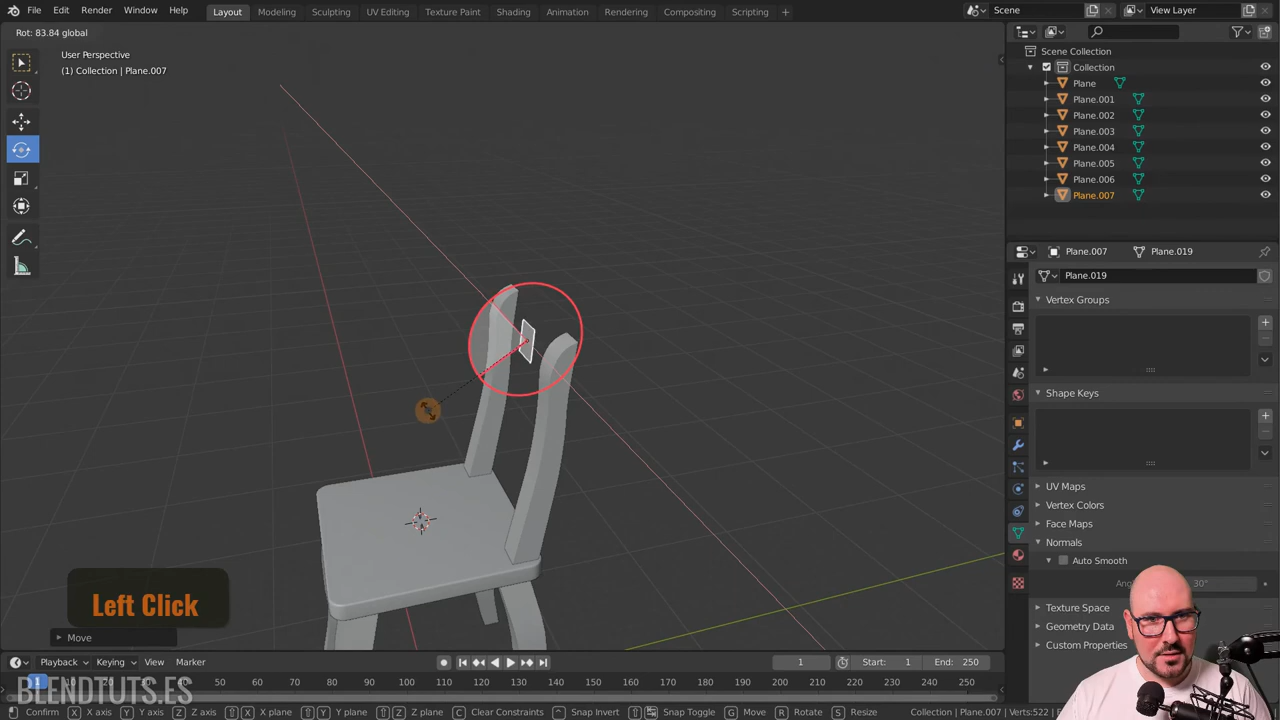 File Edit Render Window Help Layout Modeling Sculpting UV Editing Texture Paint Shading Animation Rendering Compositing Scripting + Scene View Layer
Rot: 83.84 global
User Perspective
(1) Collection | Plane.007
Scene Collection
Collection
Plane
Plane.001
Plane.002
Plane.003
Plane.004
Plane.005
Plane.006
Plane.007
Plane.007 Plane.019
Plane.019
Vertex Groups
Shape Keys
UV Maps
Vertex Colors
Face Maps
Normals
Auto Smooth
30°
Texture Space
Geometry Data
Custom Properties
Left Click
Move
Playback Keying View Marker 1 Start: 1 End: 250
1 10 20 30 40 50 60 70 80 90 100 110 120 130 140 150 160 170 180 190 200 210 220 230 240 250
BLENDTUTS.ES
Confirm X X axis Y Y axis Z Z axis X X plane Y Y plane Z Z plane C Clear Constraints Snap Invert Snap Toggle G Move R Rotate S Resize Collection | Plane.007 | Verts:522 |